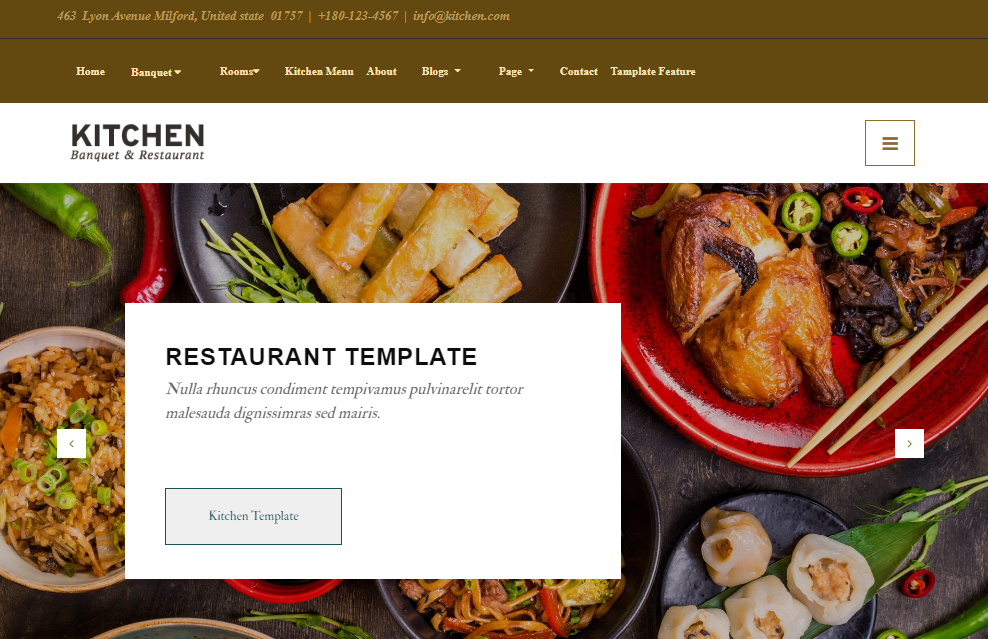 463 Lyon Avenue Milford, United state 01757 | +180-123-4567 | info@kitchen.com
Home Banquet Rooms Kitchen Menu About Blogs Page Contact Tamplate Feature
KITCHEN
Banquet & Restaurant
RESTAURANT TEMPLATE
Nulla rhuncus condiment tempivamus pulvinarelit tortor
malesauda dignissimras sed mairis.
Kitchen Template